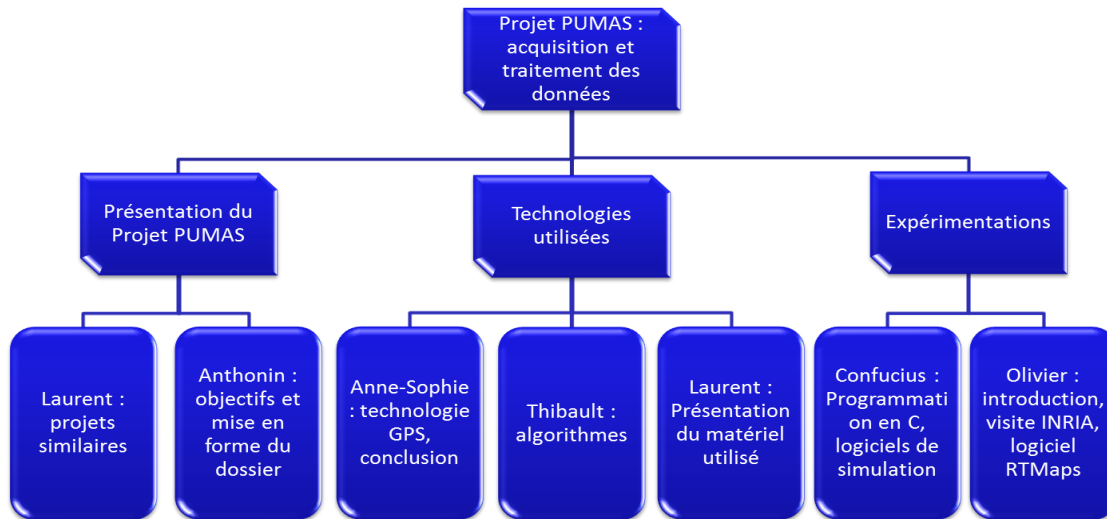 Projet PUMAS :
acquisition et
traitement des
données
Présentation du
Projet PUMAS
Technologies
utilisées
Expérimentations
Laurent :
projets
similaires
Anthonin :
objectifs et
mise en
forme du
dossier
Anne-Sophie
: technologie
GPS,
conclusion
Thibault :
algorithmes
Laurent :
Présentation
du matériel
utilisé
Confucius :
Programmati
on en C,
logiciels de
simulation
Olivier :
introduction,
visite INRIA,
logiciel
RTMaps